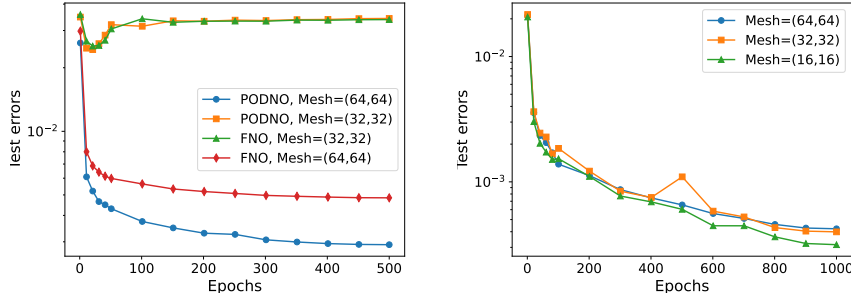 Test errors
10⁻²
PODNO, Mesh=(64,64)
PODNO, Mesh=(32,32)
FNO, Mesh=(32,32)
FNO, Mesh=(64,64)
0
100
200
300
400
500
Epochs
Test errors
10⁻²
10⁻³
Mesh=(64,64)
Mesh=(32,32)
Mesh=(16,16)
0
200
400
600
800
1000
Epochs